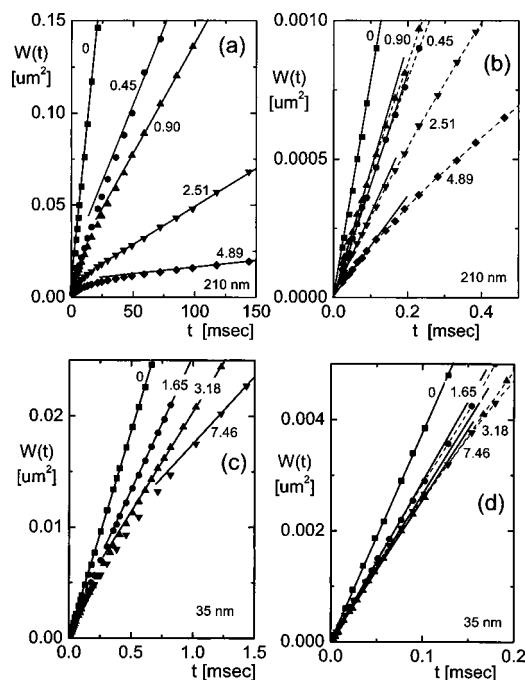 W(t)
[um²]
0.15
0.10
0.05
0.00
0
0.45
0.90
2.51
4.89
(a)
210 nm
0
50
100
150
t [msec]
W(t)
[um²]
0.0010
0.0005
0.0000
0
0.90
0.45
2.51
4.89
(b)
210 nm
0.0
0.2
0.4
t [msec]
W(t)
[um²]
0.02
0.01
0.00
0
1.65
3.18
7.46
(c)
35 nm
0.0
0.5
1.0
1.5
t [msec]
W(t)
[um²]
0.004
0.002
0.000
0
1.65
3.18
7.46
(d)
35 nm
0.0
0.1
0.2
t [msec]